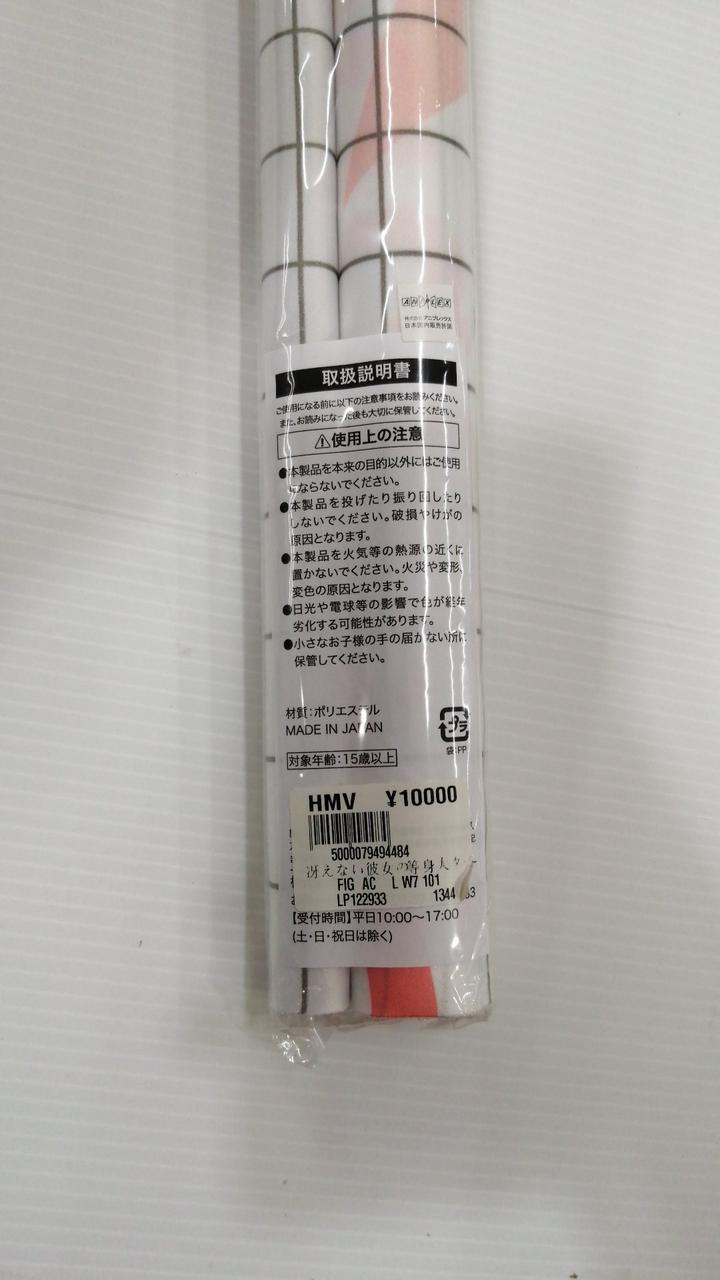 ANIPLEX
株式会社アニプレックス
日本国内販売許諾
取扱説明書
ご使用になる前に以下の注意事項をお読みください。
また、お読みになった後も大切に保管してください。
⚠使用上の注意
●本製品を本来の目的以外にはご使用
にならないでください。
●本製品を投げたり振り回したり
しないでください。破損やけがの
原因となります。
●本製品を火気等の熱源の近くに
置かないでください。火災や変形、
変色の原因となります。
●日光や電球等の影響で色が経年
劣化する可能性があります。
●小さなお子様の手の届かない所に
保管してください。
材質：ポリエステル
MADE IN JAPAN
プラ
袋:PP
対象年齢：15歳以上
HMV ¥10000
5000079494484
冴えない彼女の等身大タ
FIG AC L W7 101
LP122933 1344
【受付時間】平日10:00～17:00
(土・日・祝日は除く)